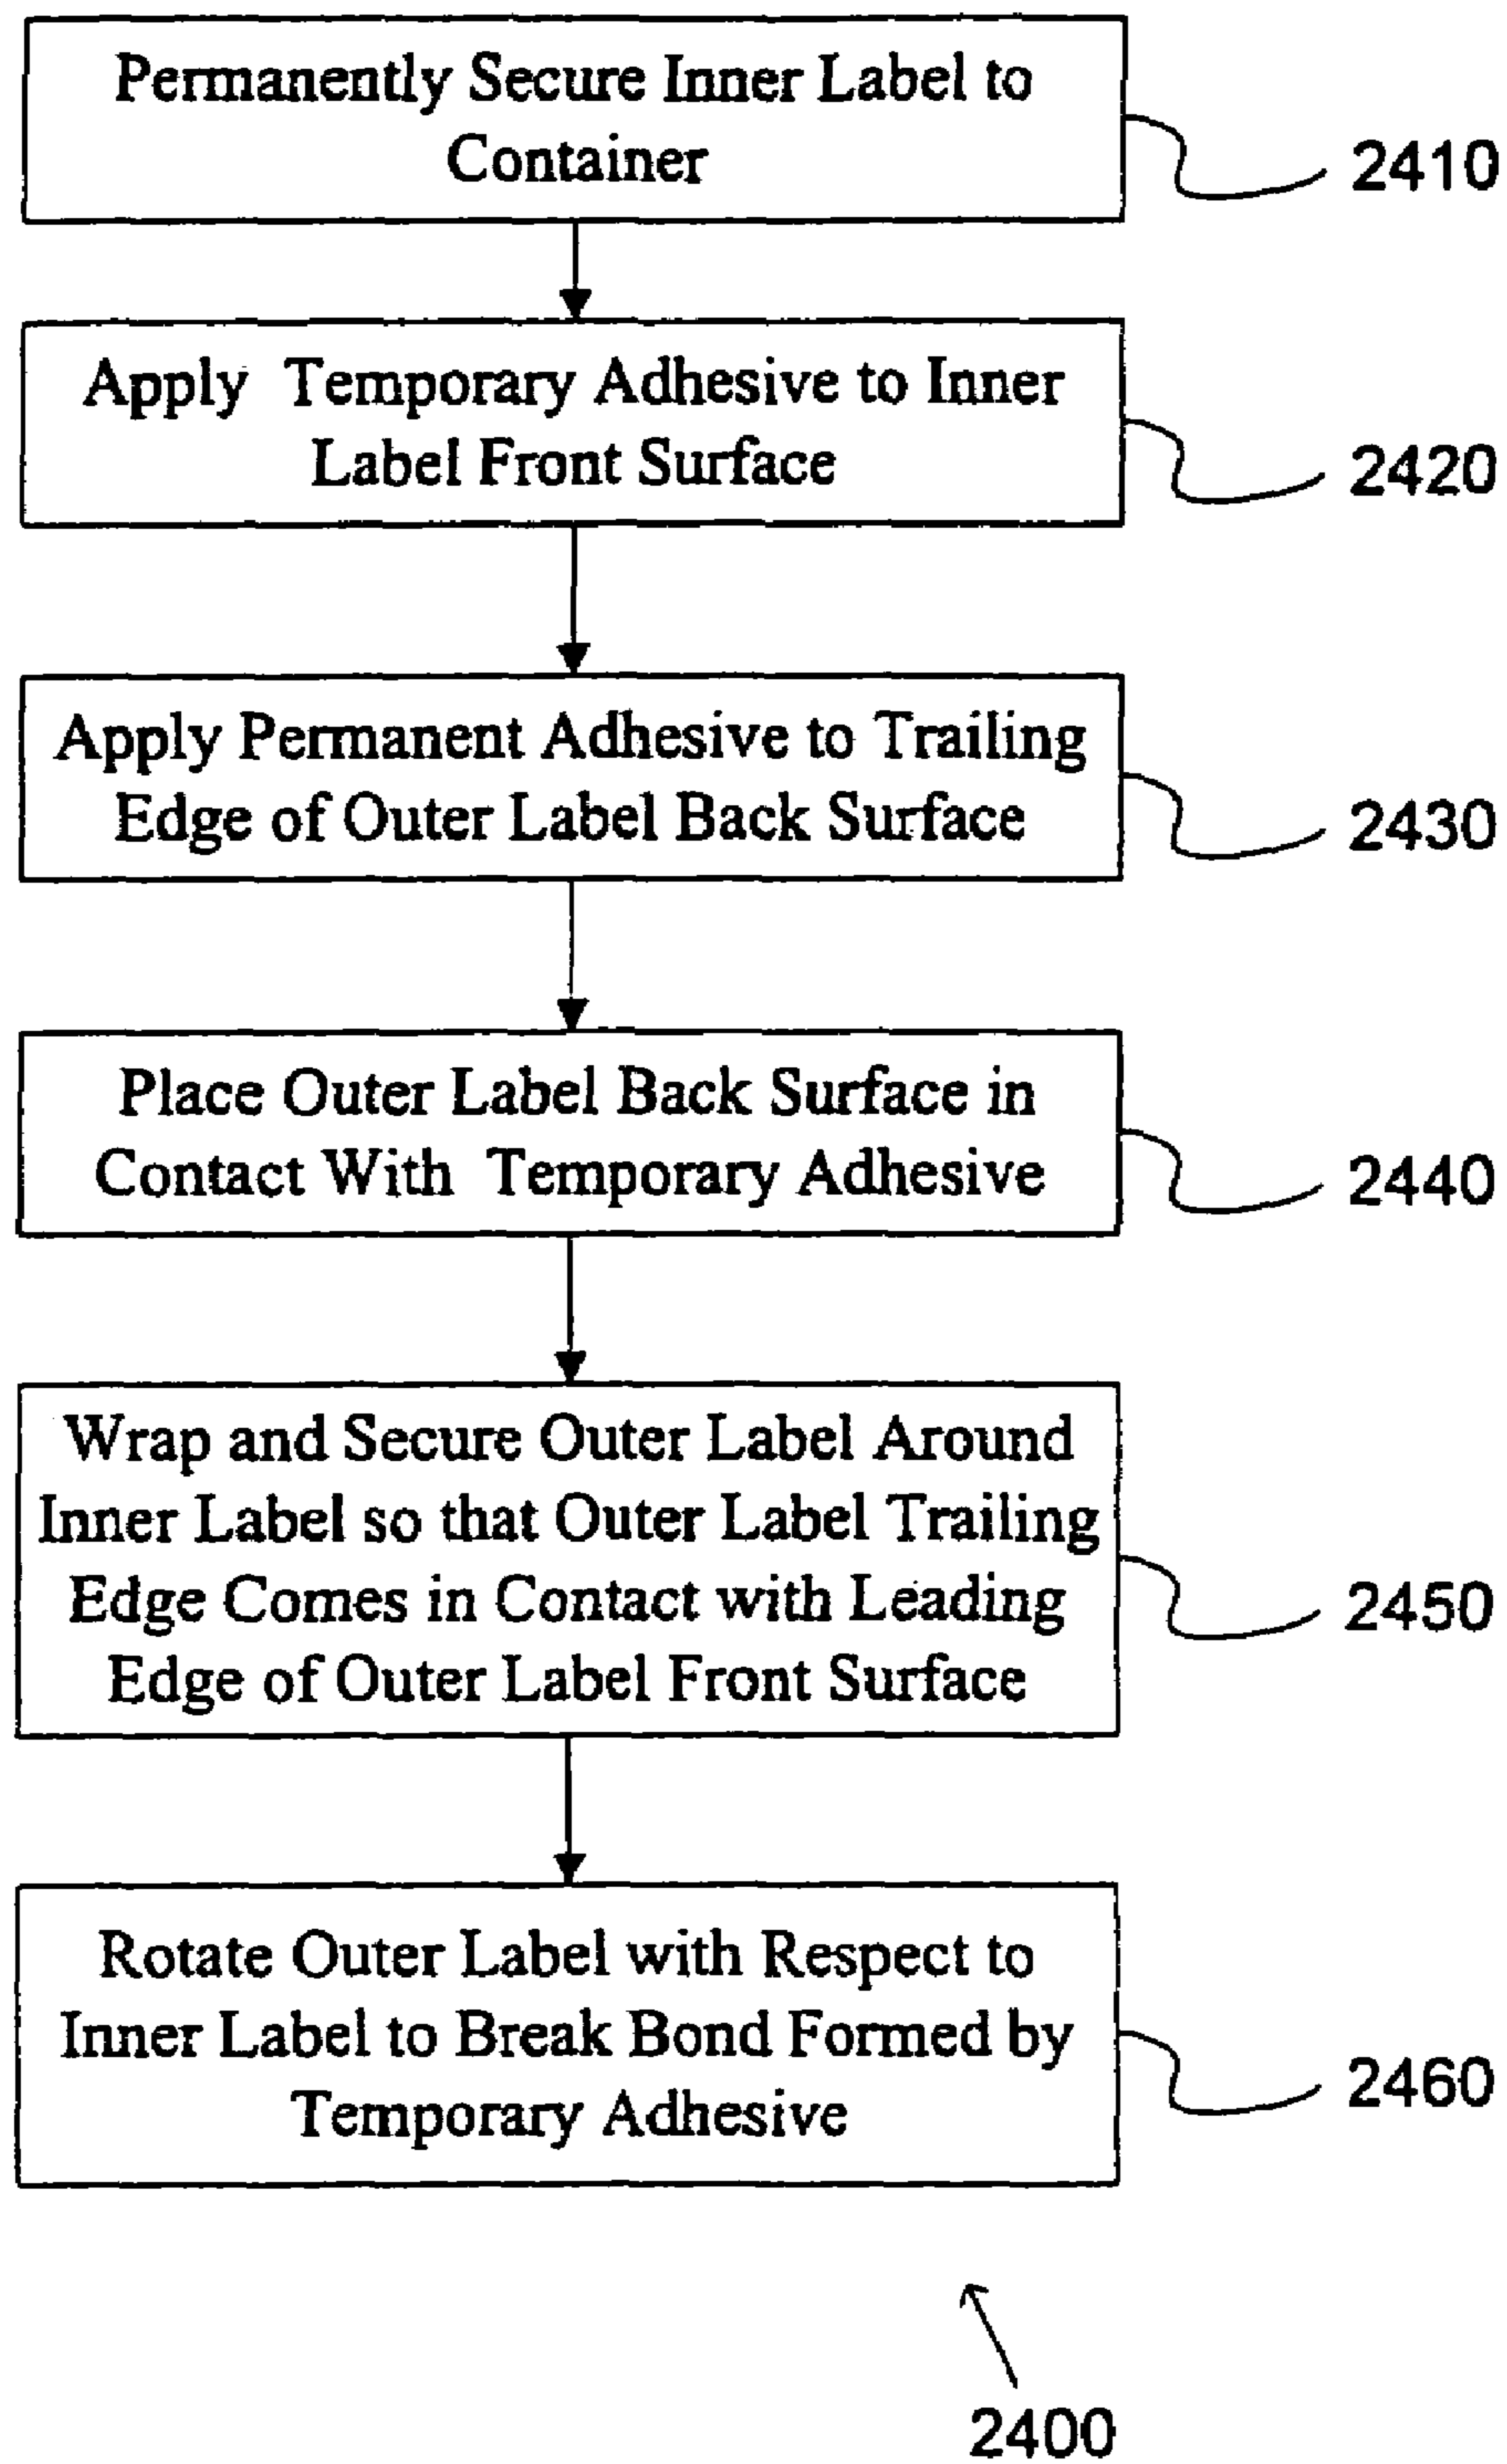 Permanently Secure Inner Label to
Container
2410
Apply Temporary Adhesive to Inner
Label Front Surface
2420
Apply Permanent Adhesive to Trailing
Edge of Outer Label Back Surface
2430
Place Outer Label Back Surface in
Contact With Temporary Adhesive
2440
Wrap and Secure Outer Label Around
Inner Label so that Outer Label Trailing
Edge Comes in Contact with Leading
Edge of Outer Label Front Surface
2450
Rotate Outer Label with Respect to
Inner Label to Break Bond Formed by
Temporary Adhesive
2460
2400